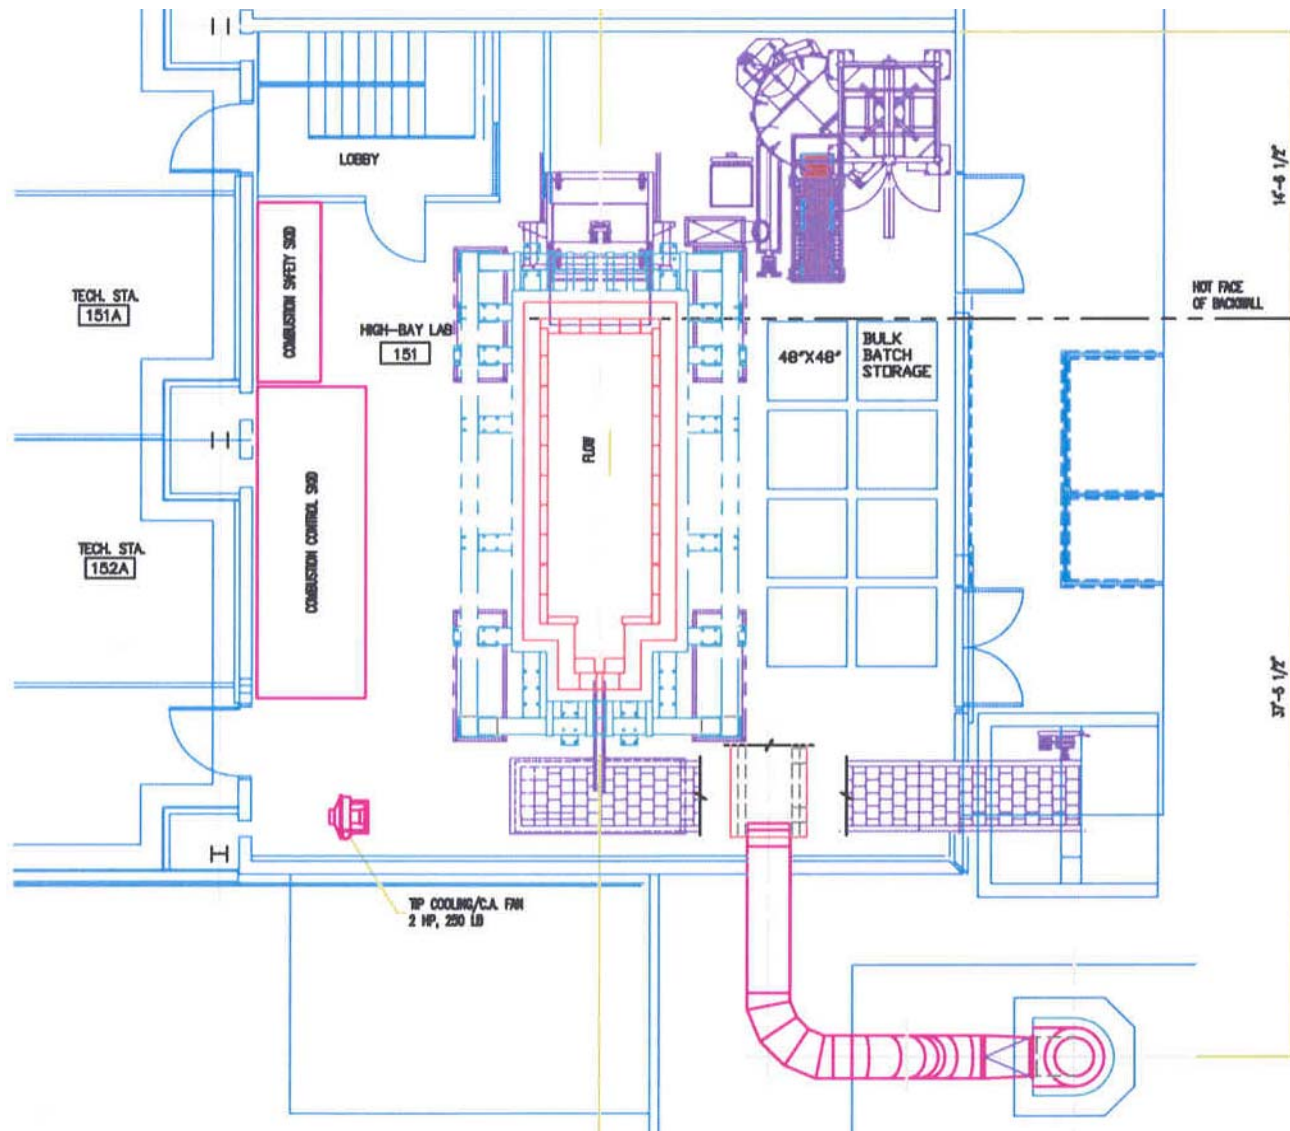 LOBBY
14'-6 1/2"
COMBUSTION SAFETY SKID
TECH. STA.
151A
HOT FACE
OF BACKWALL
HIGH-BAY LAB
151
48"X48"
BULK
BATCH
STORAGE
FLOW
COMBUSTION CONTROL SKID
TECH. STA.
152A
37'-5 1/2"
TIP COOLING/C.A. FAN
2 HP, 250 LB